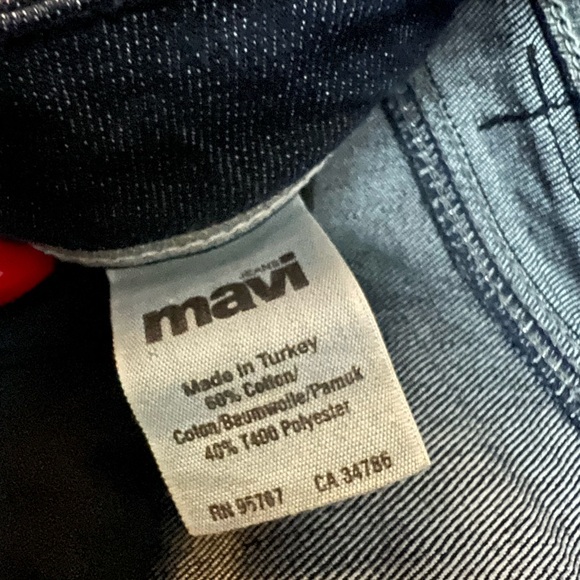 JEANS
mavi
Made in Turkey
60% Cotton/
Coton/Baumwolle/Pamuk
40% T400 Polyester
RN 95787 CA 34786